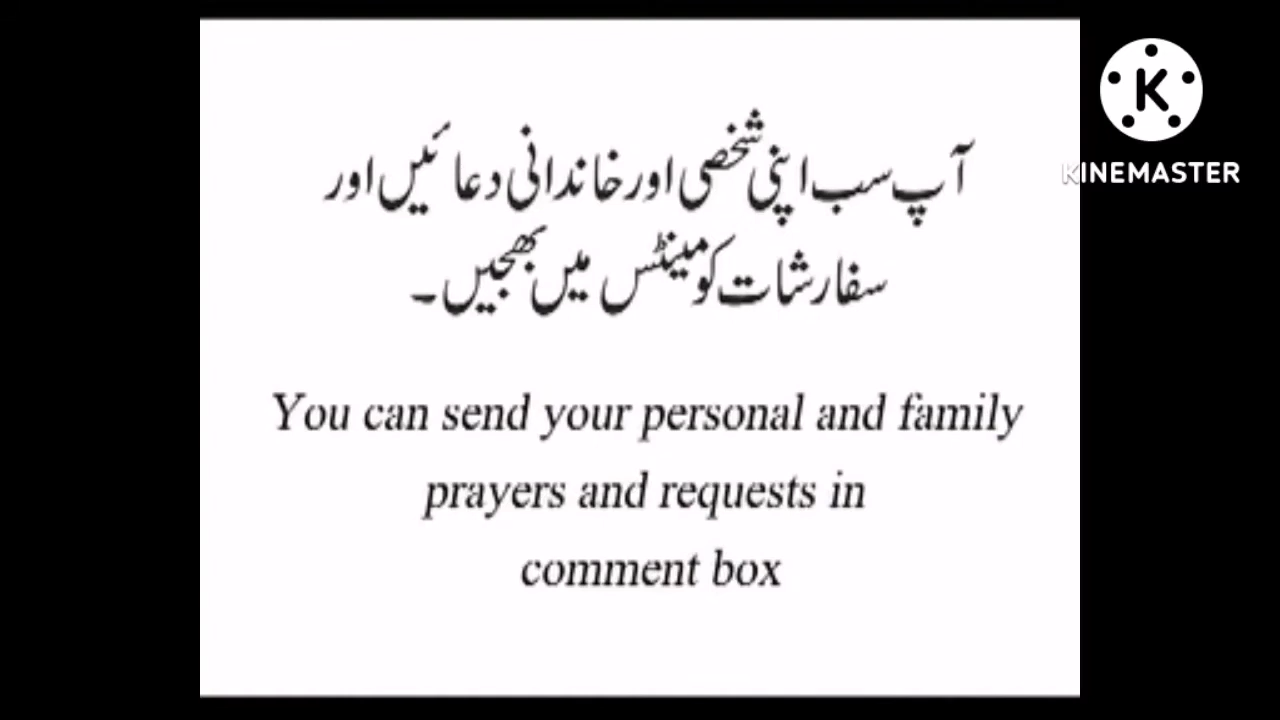 آپ سب اپنی شخصی اور خاندانی دعائیں اور
سفارشات کومینٹس میں بھجیں۔
You can send your personal and family
prayers and requests in
comment box
K
KINEMASTER